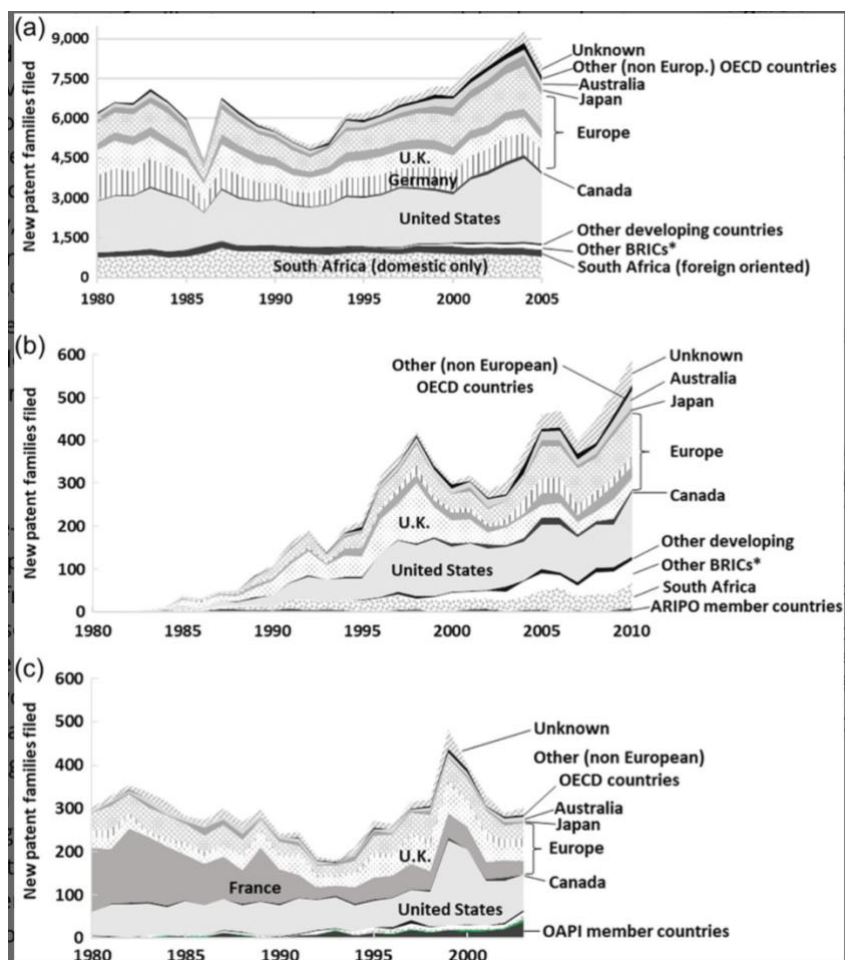 (a)
New patent families filed
9,000
7,500
6,000
4,500
3,000
1,500
0
1980 1985 1990 1995 2000 2005
U.K.
Germany
United States
South Africa (domestic only)
Unknown
Other (non Europ.) OECD countries
Australia
Japan
Europe
Canada
Other developing countries
Other BRICs*
South Africa (foreign oriented)
(b)
New patent families filed
600
500
400
300
200
100
0
1980 1985 1990 1995 2000 2005 2010
Other (non European)
OECD countries
U.K.
United States
Unknown
Australia
Japan
Europe
Canada
Other developing
Other BRICs*
South Africa
ARIPO member countries
(c)
New patent families filed
600
500
400
300
200
100
0
1980 1985 1990 1995 2000
France
U.K.
United States
Unknown
Other (non European)
OECD countries
Australia
Japan
Europe
Canada
OAPI member countries